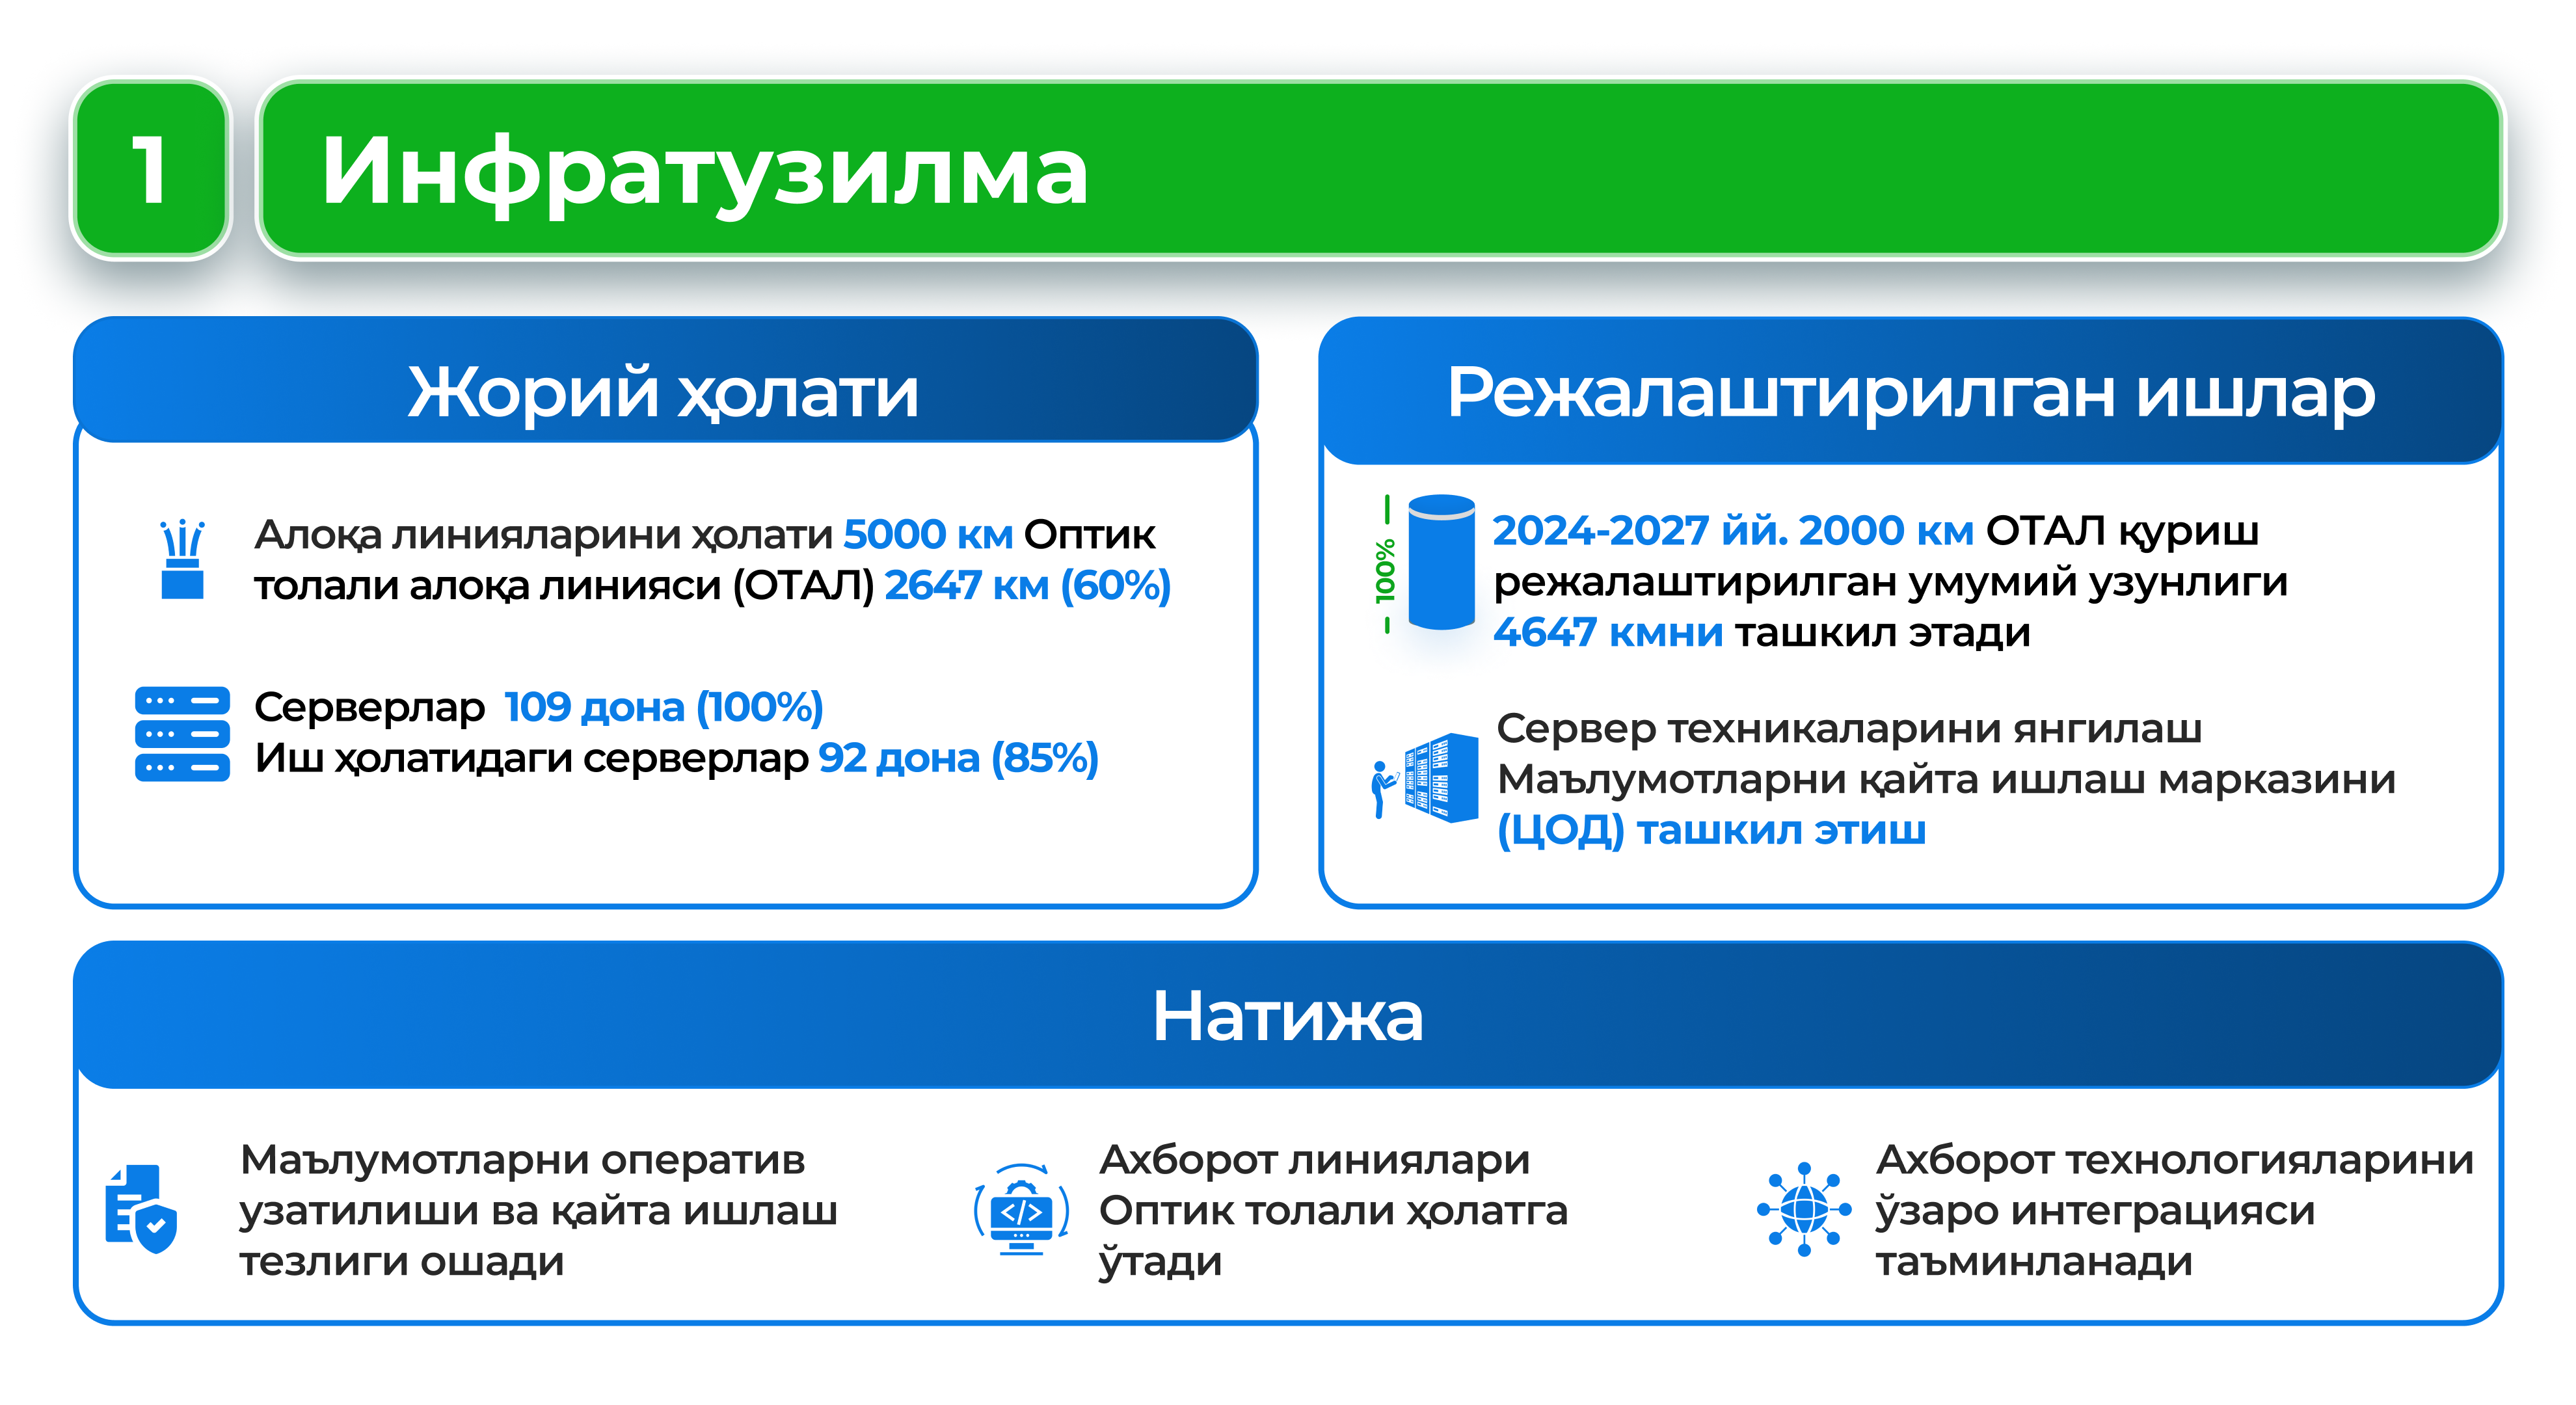 1
Инфратузилма
Жорий ҳолати
Алоқа линияларини ҳолати 5000 км Оптик
толали алоқа линияси (ОТАЛ) 2647 км (60%)
Серверлар 109 дона (100%)
Иш ҳолатидаги серверлар 92 дона (85%)
Режалаштирилган ишлар
100%
2024-2027 йй. 2000 км ОТАЛ қуриш
режалаштирилган умумий узунлиги
4647 кмни ташкил этади
Сервер техникаларини янгилаш
Маълумотларни қайта ишлаш марказини
(ЦОД) ташкил этиш
Натижа
Маълумотларни оператив
узатилиши ва қайта ишлаш
тезлиги ошади
Ахборот линиялари
Оптик толали ҳолатга
ўтади
Ахборот технологияларини
ўзаро интеграцияси
таъминланади